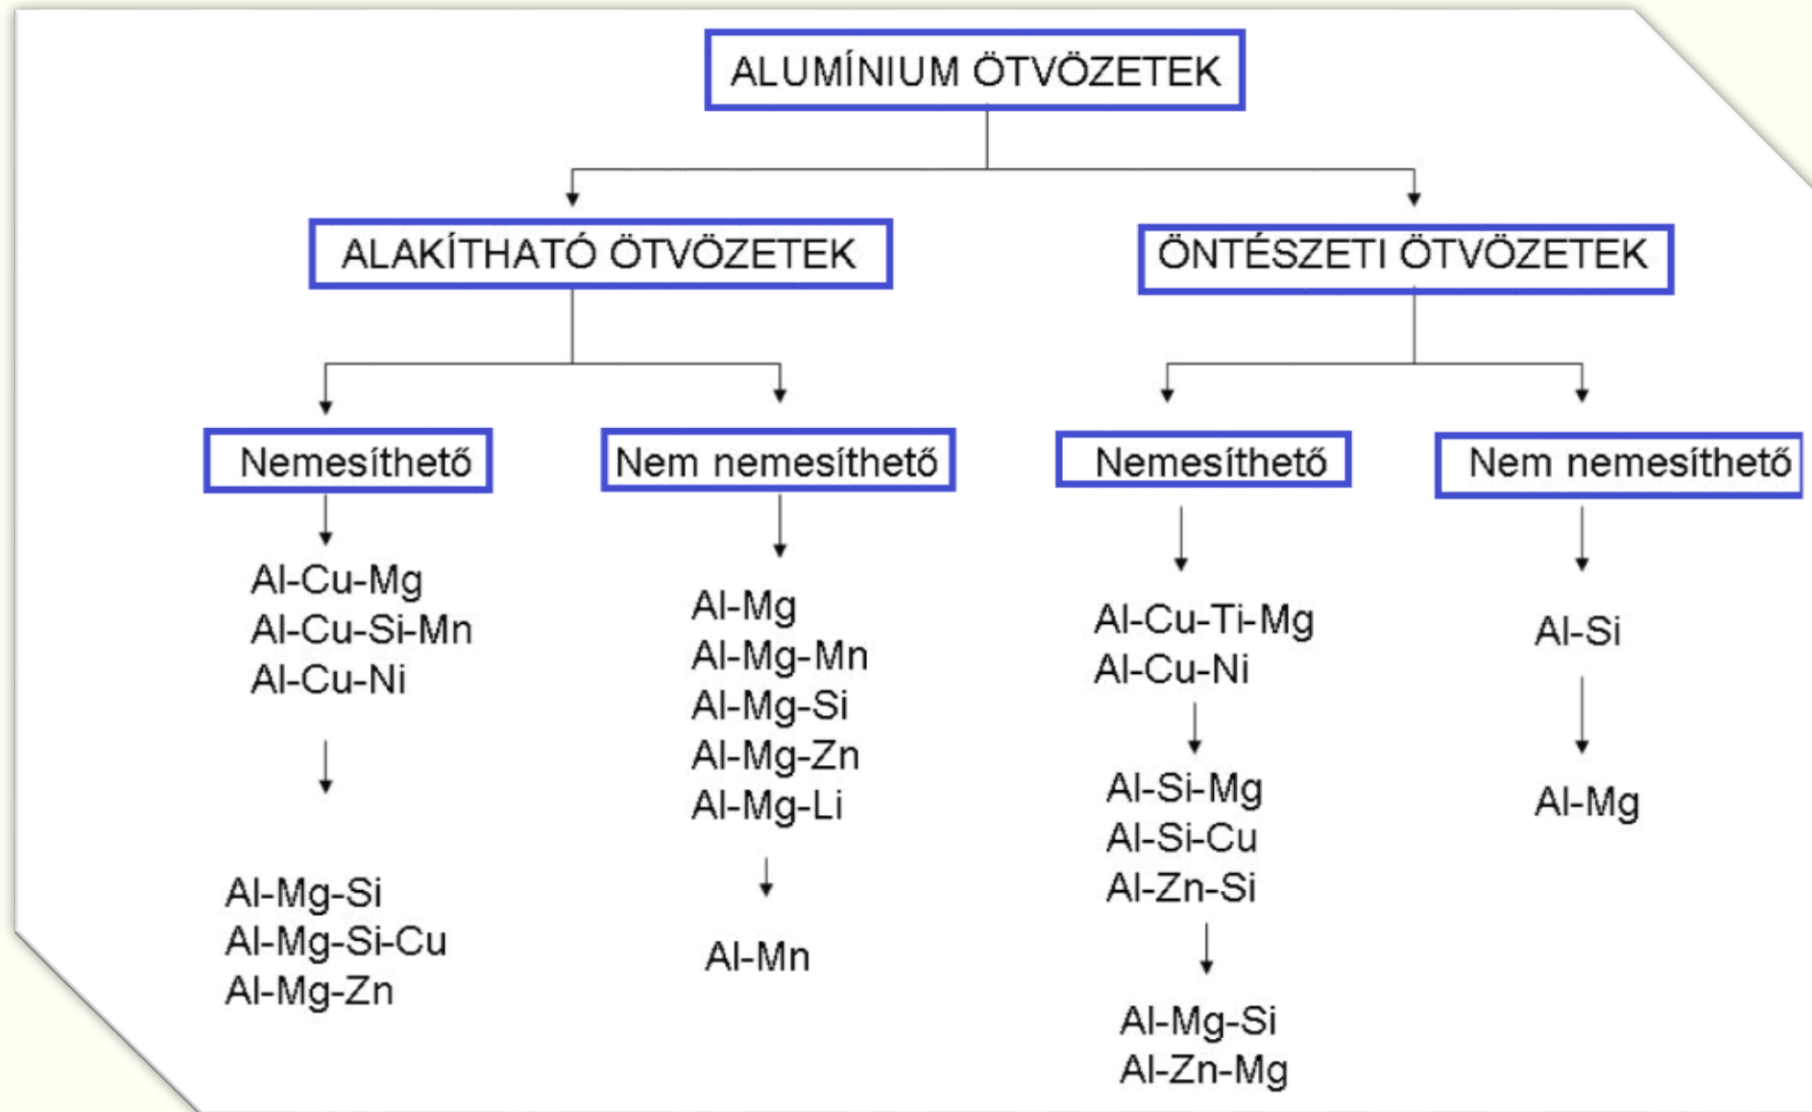 ALUMÍNIUM ÖTVÖZETEK
ALAKÍTHATÓ ÖTVÖZETEK
ÖNTÉSZETI ÖTVÖZETEK
Nemesíthető
Nem nemesíthető
Nemesíthető
Nem nemesíthető
Al-Cu-Mg
Al-Cu-Si-Mn
Al-Cu-Ni
Al-Mg-Si
Al-Mg-Si-Cu
Al-Mg-Zn
Al-Mg
Al-Mg-Mn
Al-Mg-Si
Al-Mg-Zn
Al-Mg-Li
Al-Mn
Al-Cu-Ti-Mg
Al-Cu-Ni
Al-Si-Mg
Al-Si-Cu
Al-Zn-Si
Al-Mg-Si
Al-Zn-Mg
Al-Si
Al-Mg